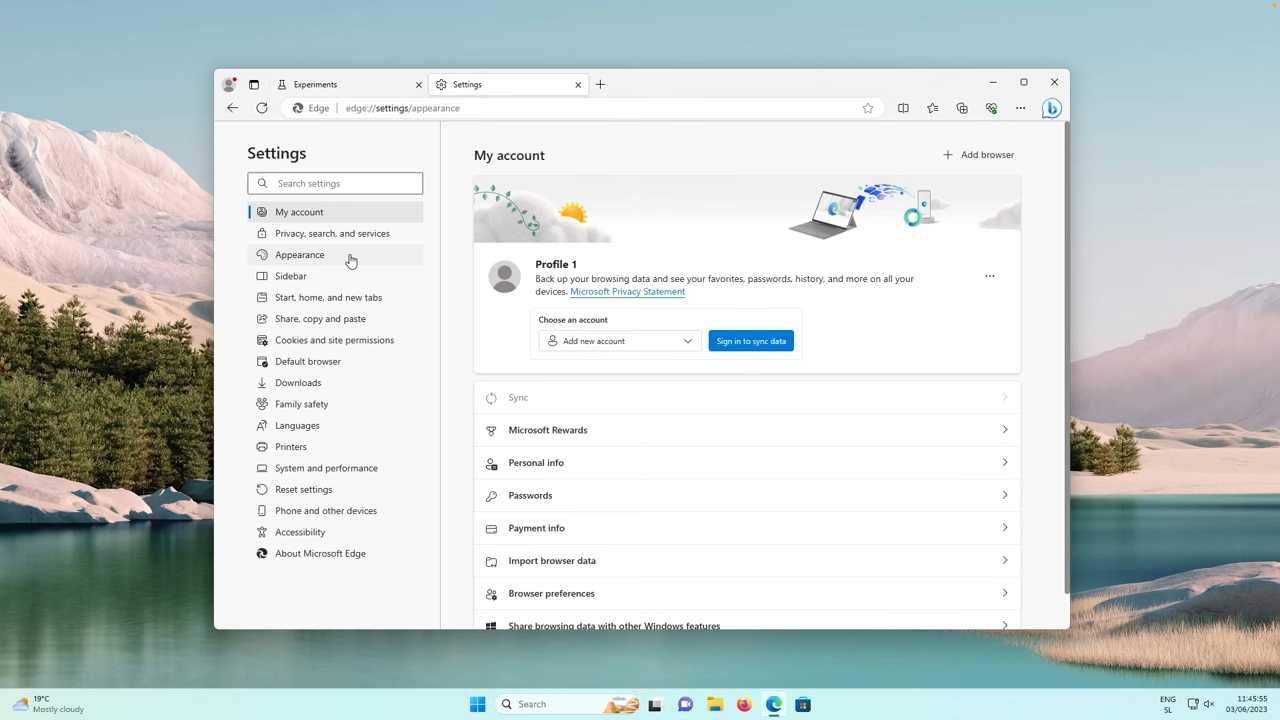 Experiments
Settings
Edge
edge://settings/appearance
Settings
Search settings
My account
Privacy, search, and services
Appearance
Sidebar
Start, home, and new tabs
Share, copy and paste
Cookies and site permissions
Default browser
Downloads
Family safety
Languages
Printers
System and performance
Reset settings
Phone and other devices
Accessibility
About Microsoft Edge
My account
Add browser
Profile 1
Back up your browsing data and see your favorites, passwords, history, and more on all your
devices. Microsoft Privacy Statement
Choose an account
Add new account
Sign in to sync data
Sync
Microsoft Rewards
Personal info
Passwords
Payment info
Import browser data
Browser preferences
Share browsing data with other Windows features
19°C
Mostly cloudy
Search
ENG
SL
11:45:55
03/06/2023